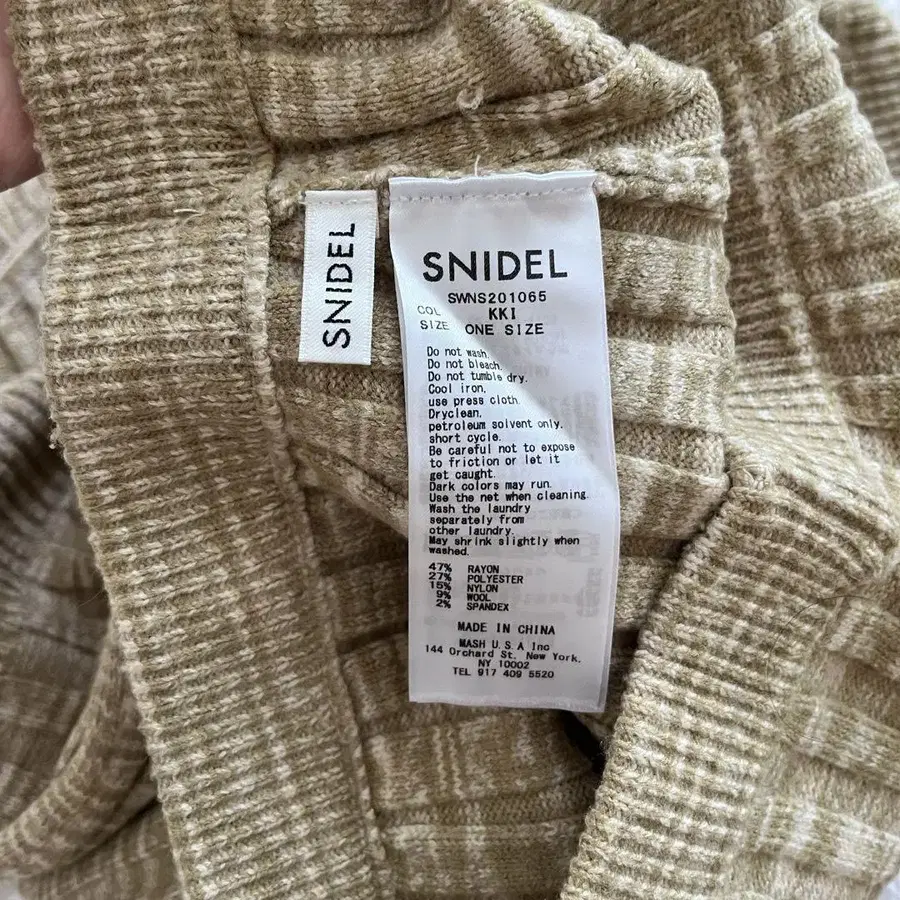 SNIDEL
SNIDEL
SWNS201065
COL KKI
SIZE ONE SIZE
Do not wash.
Do not bleach.
Do not tumble dry.
Cool iron.
use press cloth.
Dryclean.
petroleum solvent only.
short cycle.
Be careful not to expose
to friction or let it
get caught.
Dark colors may run.
Use the net when cleaning.
Wash the laundry
separately from
other laundry.
May shrink slightly when
washed.
47% RAYON
27% POLYESTER
15% NYLON
9% WOOL
2% SPANDEX
MADE IN CHINA
MASH U.S.A Inc
144 Orchard St. New York.
NY 10002
TEL 917 409 5520